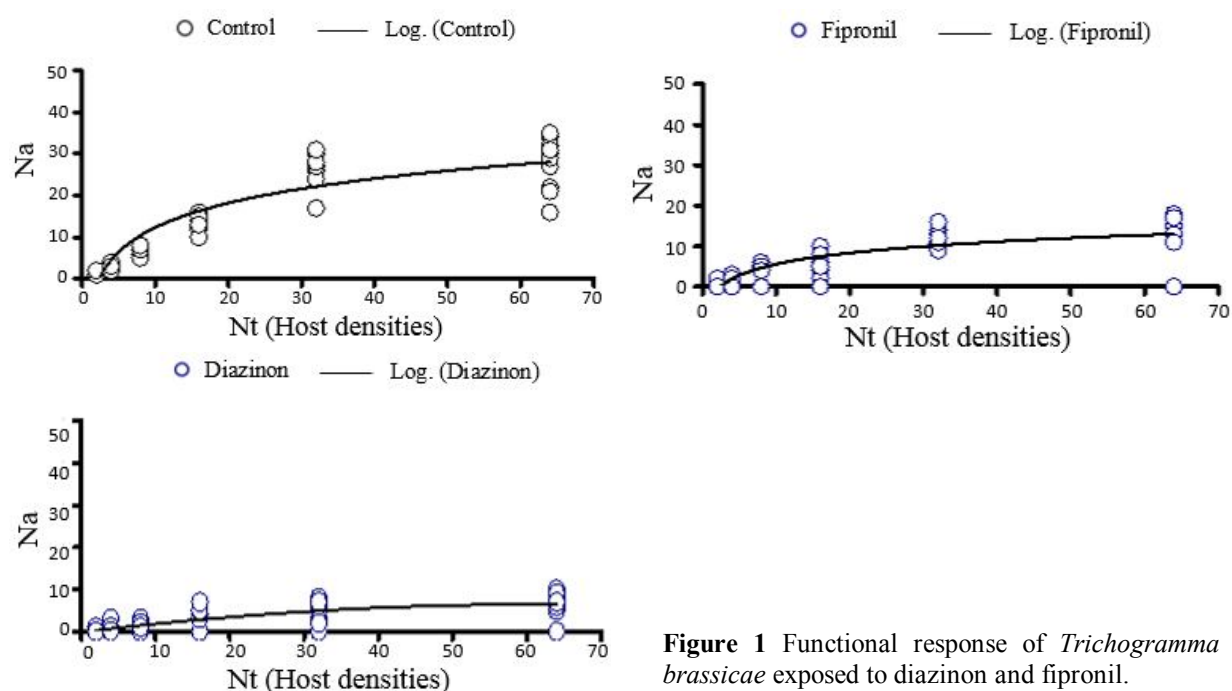 Control Log. (Control)
50
40
30
20
10
0
Na
0 10 20 30 40 50 60 70
Nt (Host densities)
Fipronil Log. (Fipronil)
50
40
30
20
10
0
Na
0 10 20 30 40 50 60 70
Nt (Host densities)
Diazinon Log. (Diazinon)
50
40
30
20
10
0
Na
0 10 20 30 40 50 60 70
Nt (Host densities)
Figure 1 Functional response of Trichogramma
brassicae exposed to diazinon and fipronil.